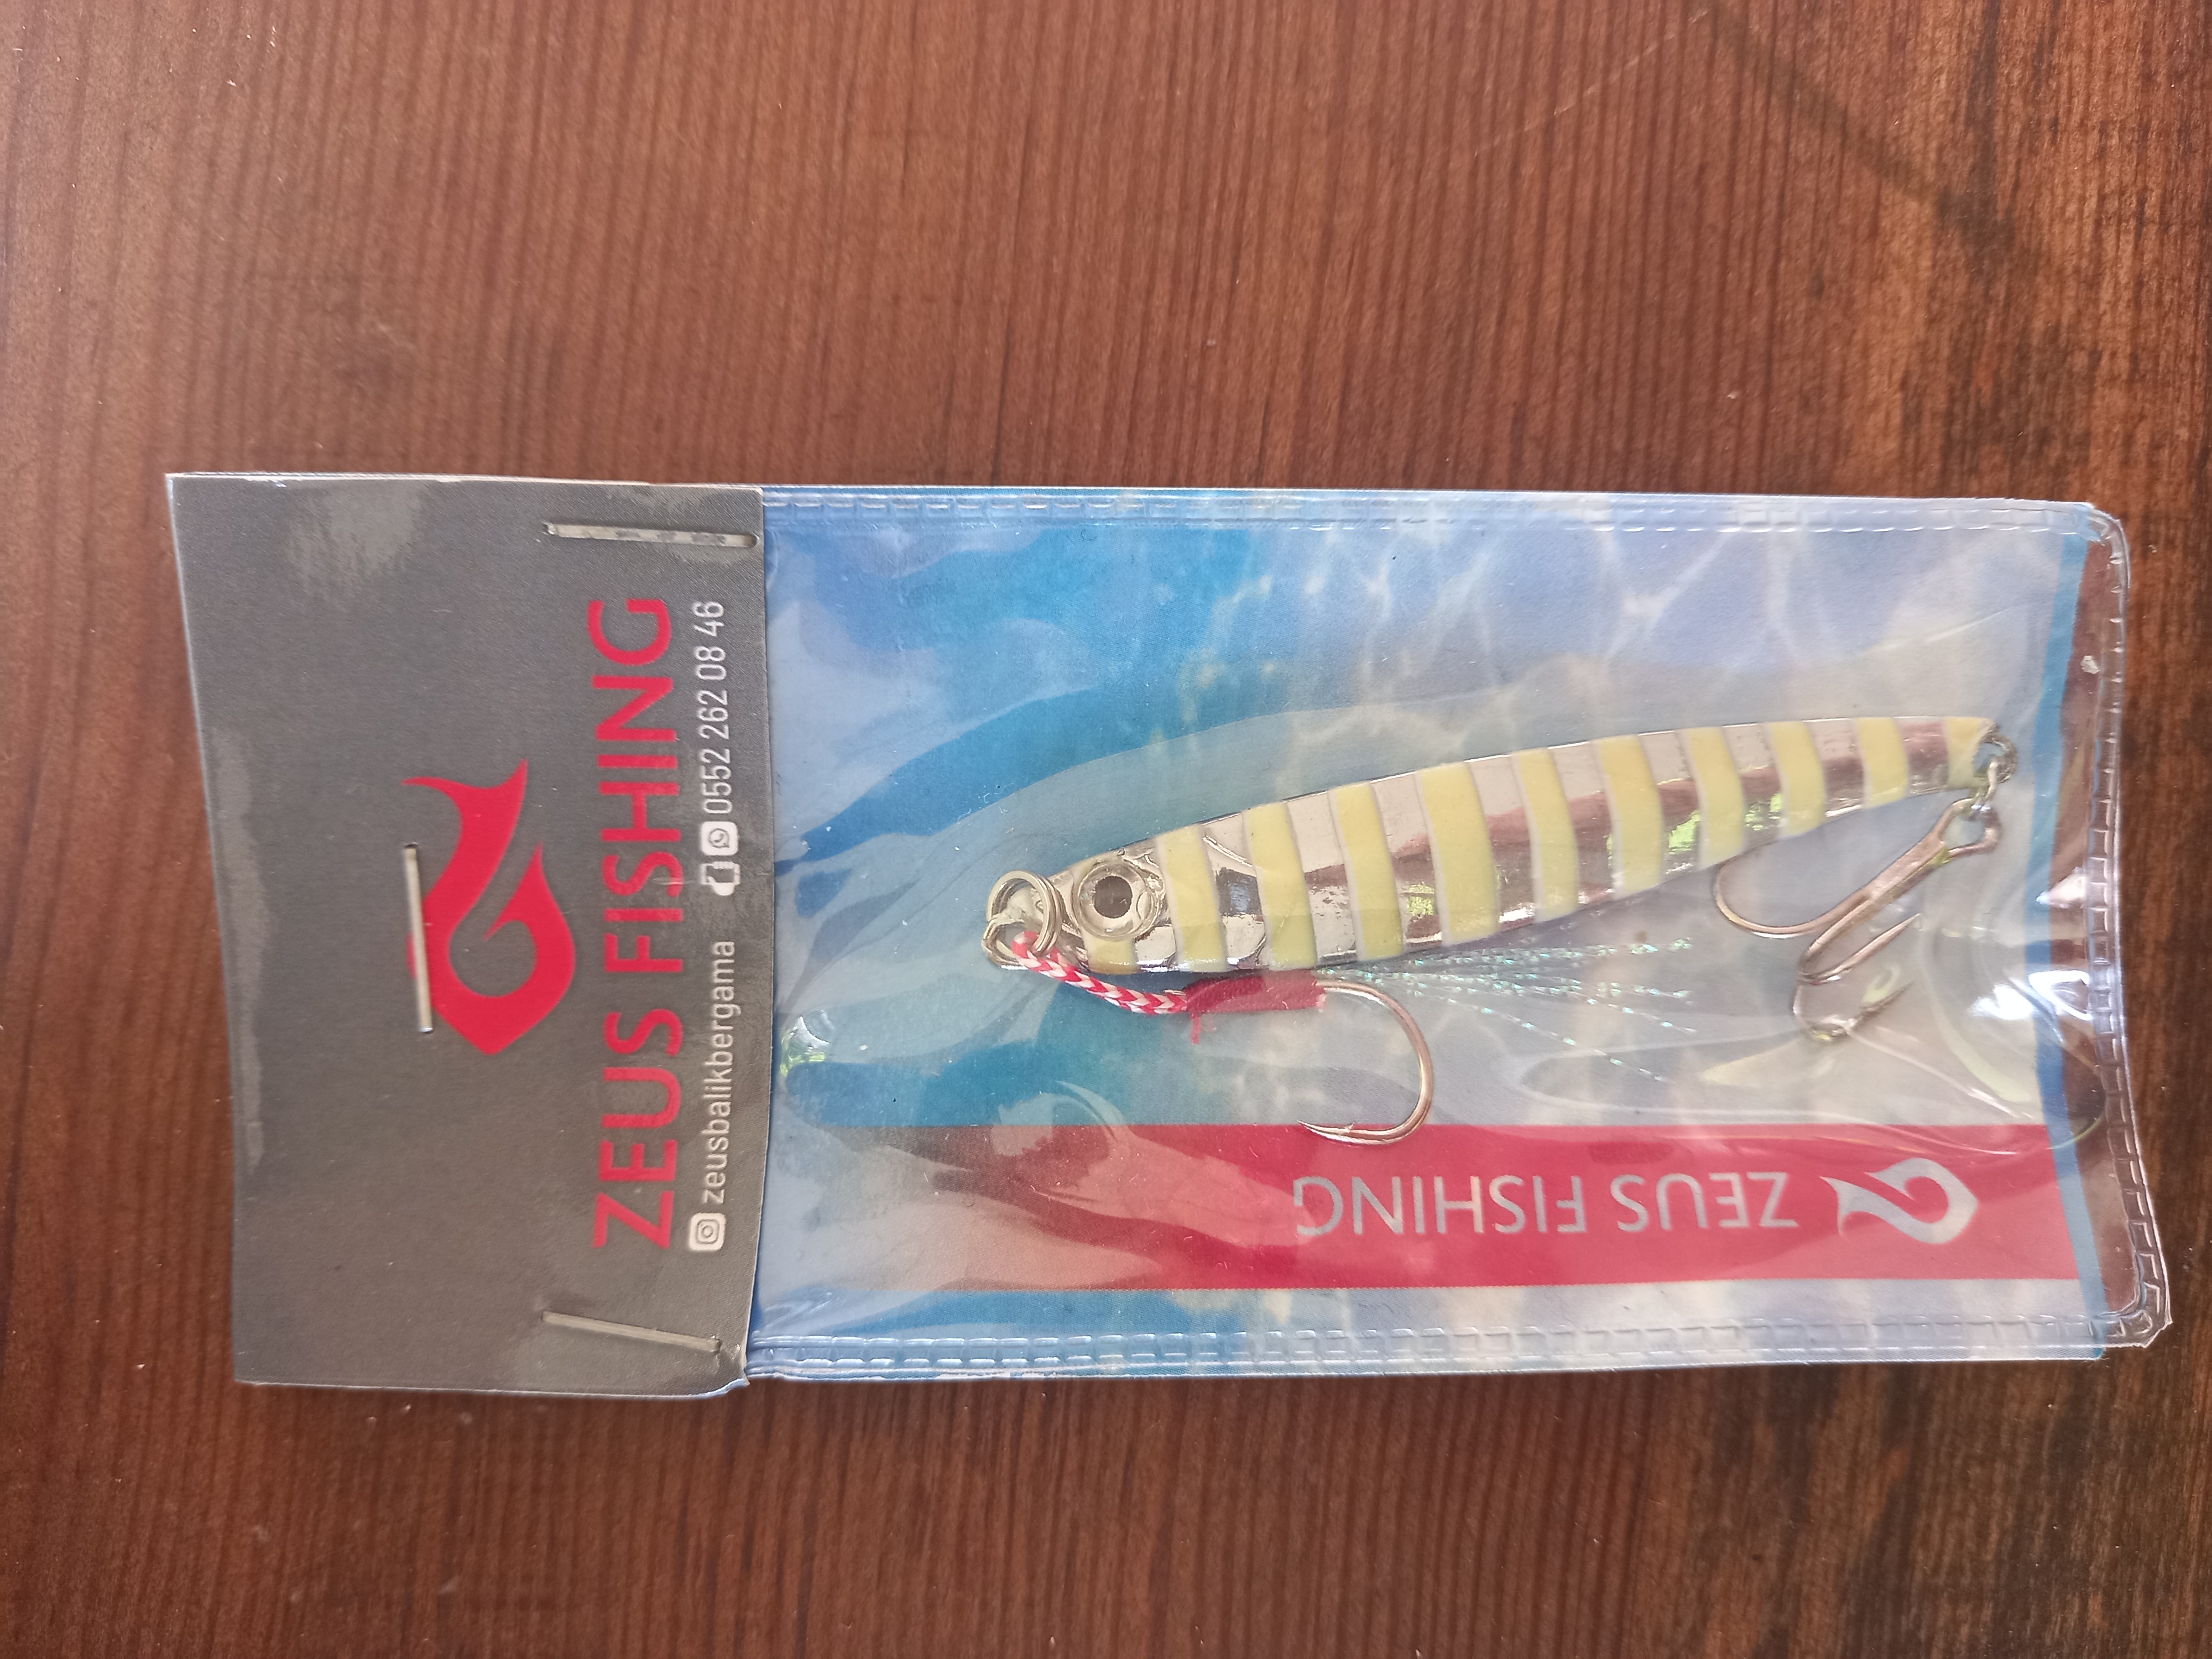 ZEUS FISHING
zeusbalikbergama 0552 262 08 46
ZEUS FISHING